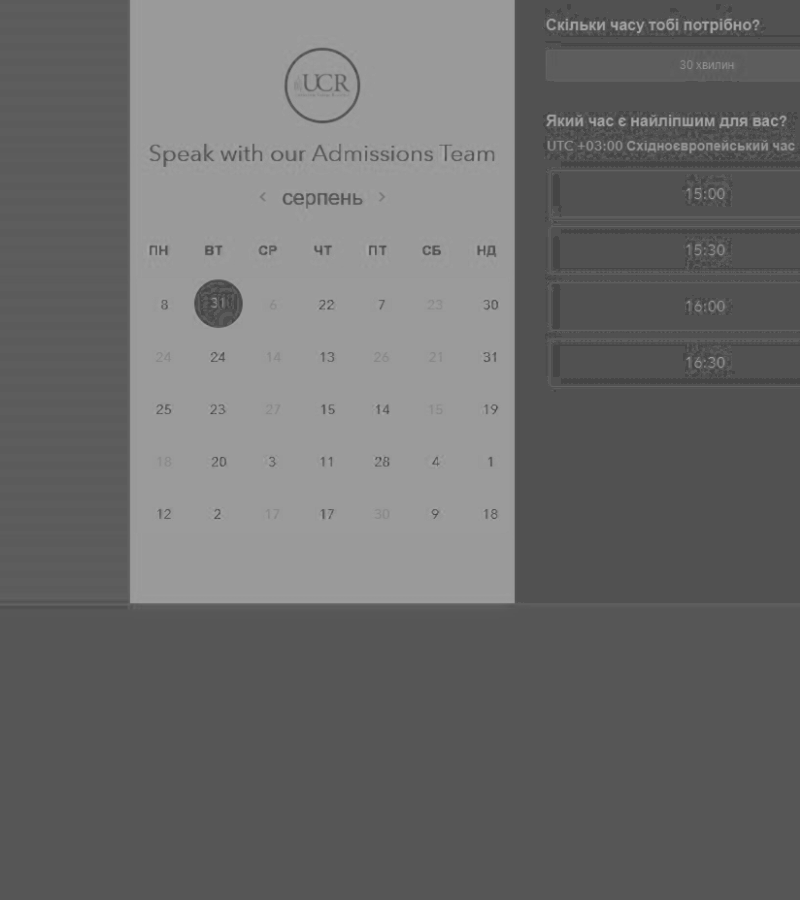 UCR
Speak with our Admissions Team
серпень
ПН ВТ СР ЧТ ПТ СБ НД
8 31 6 22 7 23 30
24 24 14 13 26 21 31
25 23 27 15 14 15 19
18 20 3 11 28 4 1
12 2 17 17 30 9 18
Скільки часу тобі потрібно?
30 хвилин
Який час є найліпшим для вас?
UTC +03:00 Східноєвропейський час
15:00
15:30
16:00
16:30